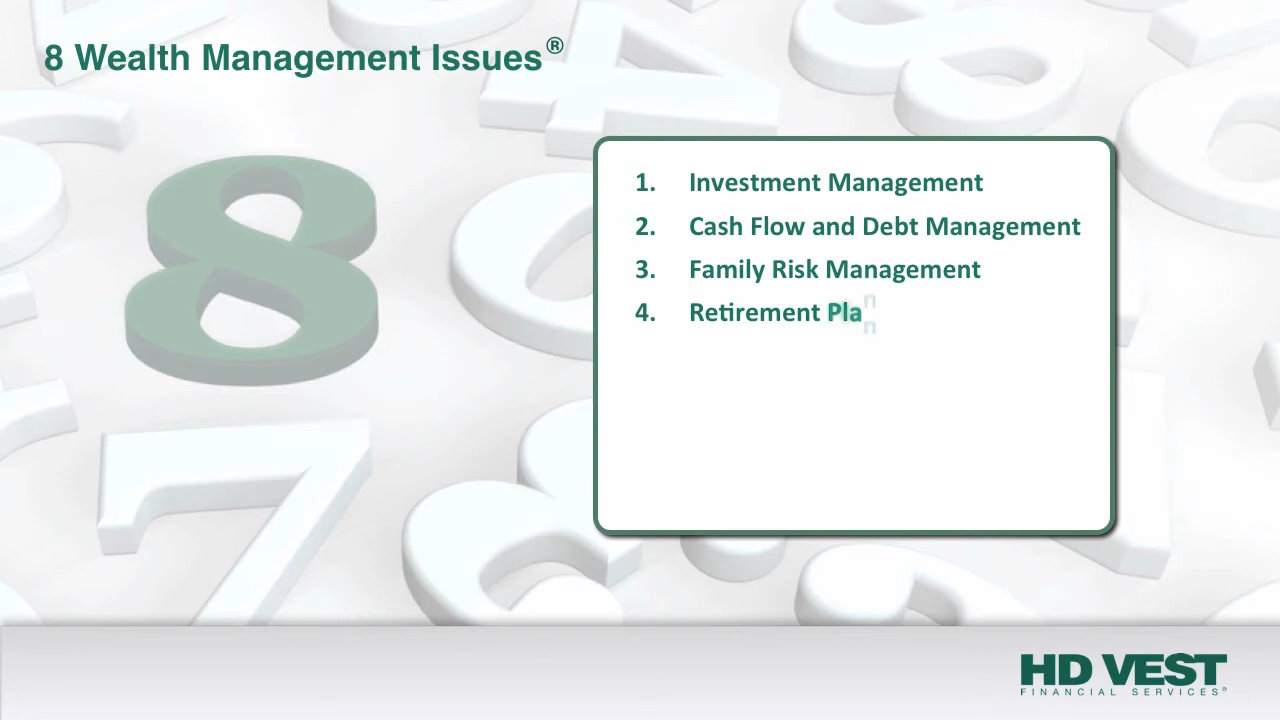 8 Wealth Management Issues®
1. Investment Management
2. Cash Flow and Debt Management
3. Family Risk Management
4. Retirement Pla
HD VEST
FINANCIAL SERVICES®